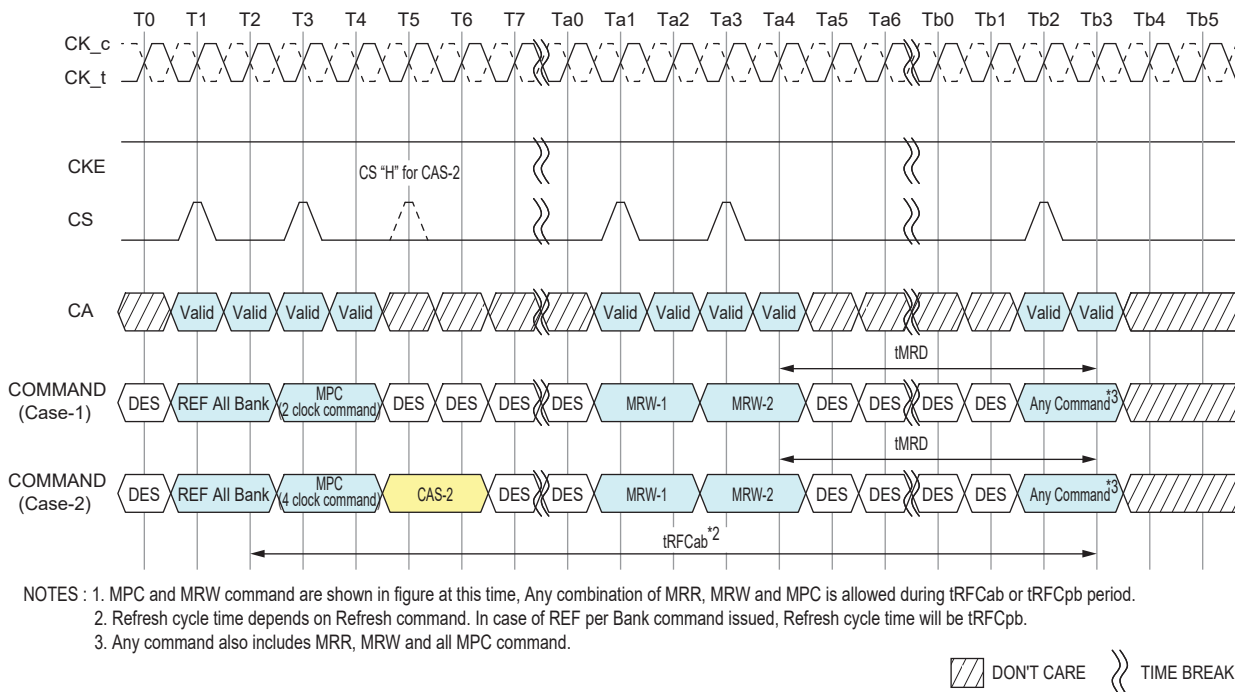 T0 T1 T2 T3 T4 T5 T6 T7 Ta0 Ta1 Ta2 Ta3 Ta4 Ta5 Ta6 Tb0 Tb1 Tb2 Tb3 Tb4 Tb5
CK_c
CK_t
CKE
CS “H” for CAS-2
CS
CA Valid Valid Valid Valid Valid Valid Valid Valid Valid Valid
tMRD
COMMAND
(Case-1)
DES REF All Bank MPC
(2 clock command) DES DES DES DES MRW-1 MRW-2 DES DES DES DES Any Command*3
tMRD
COMMAND
(Case-2)
DES REF All Bank MPC
(4 clock command) CAS-2 DES DES MRW-1 MRW-2 DES DES DES DES Any Command*3
tRFCab*2
NOTES : 1. MPC and MRW command are shown in figure at this time, Any combination of MRR, MRW and MPC is allowed during tRFCab or tRFCpb period.
2. Refresh cycle time depends on Refresh command. In case of REF per Bank command issued, Refresh cycle time will be tRFCpb.
3. Any command also includes MRR, MRW and all MPC command.
DON'T CARE TIME BREAK